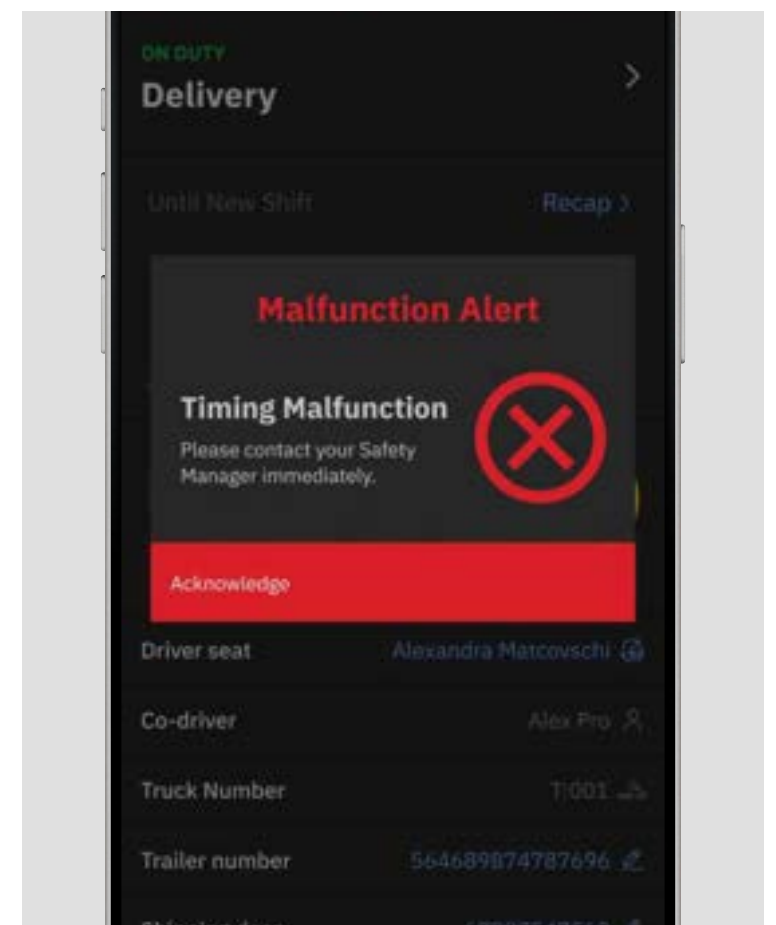 ON DUTY
Delivery
Until New Shift
Recap
Malfunction Alert
Timing Malfunction
Please contact your Safety
Manager immediately.
Acknowledge
Driver seat
Alexandra Matcovschi
Co-driver
Alex Pro
Truck Number
Trailer number
564689874787696